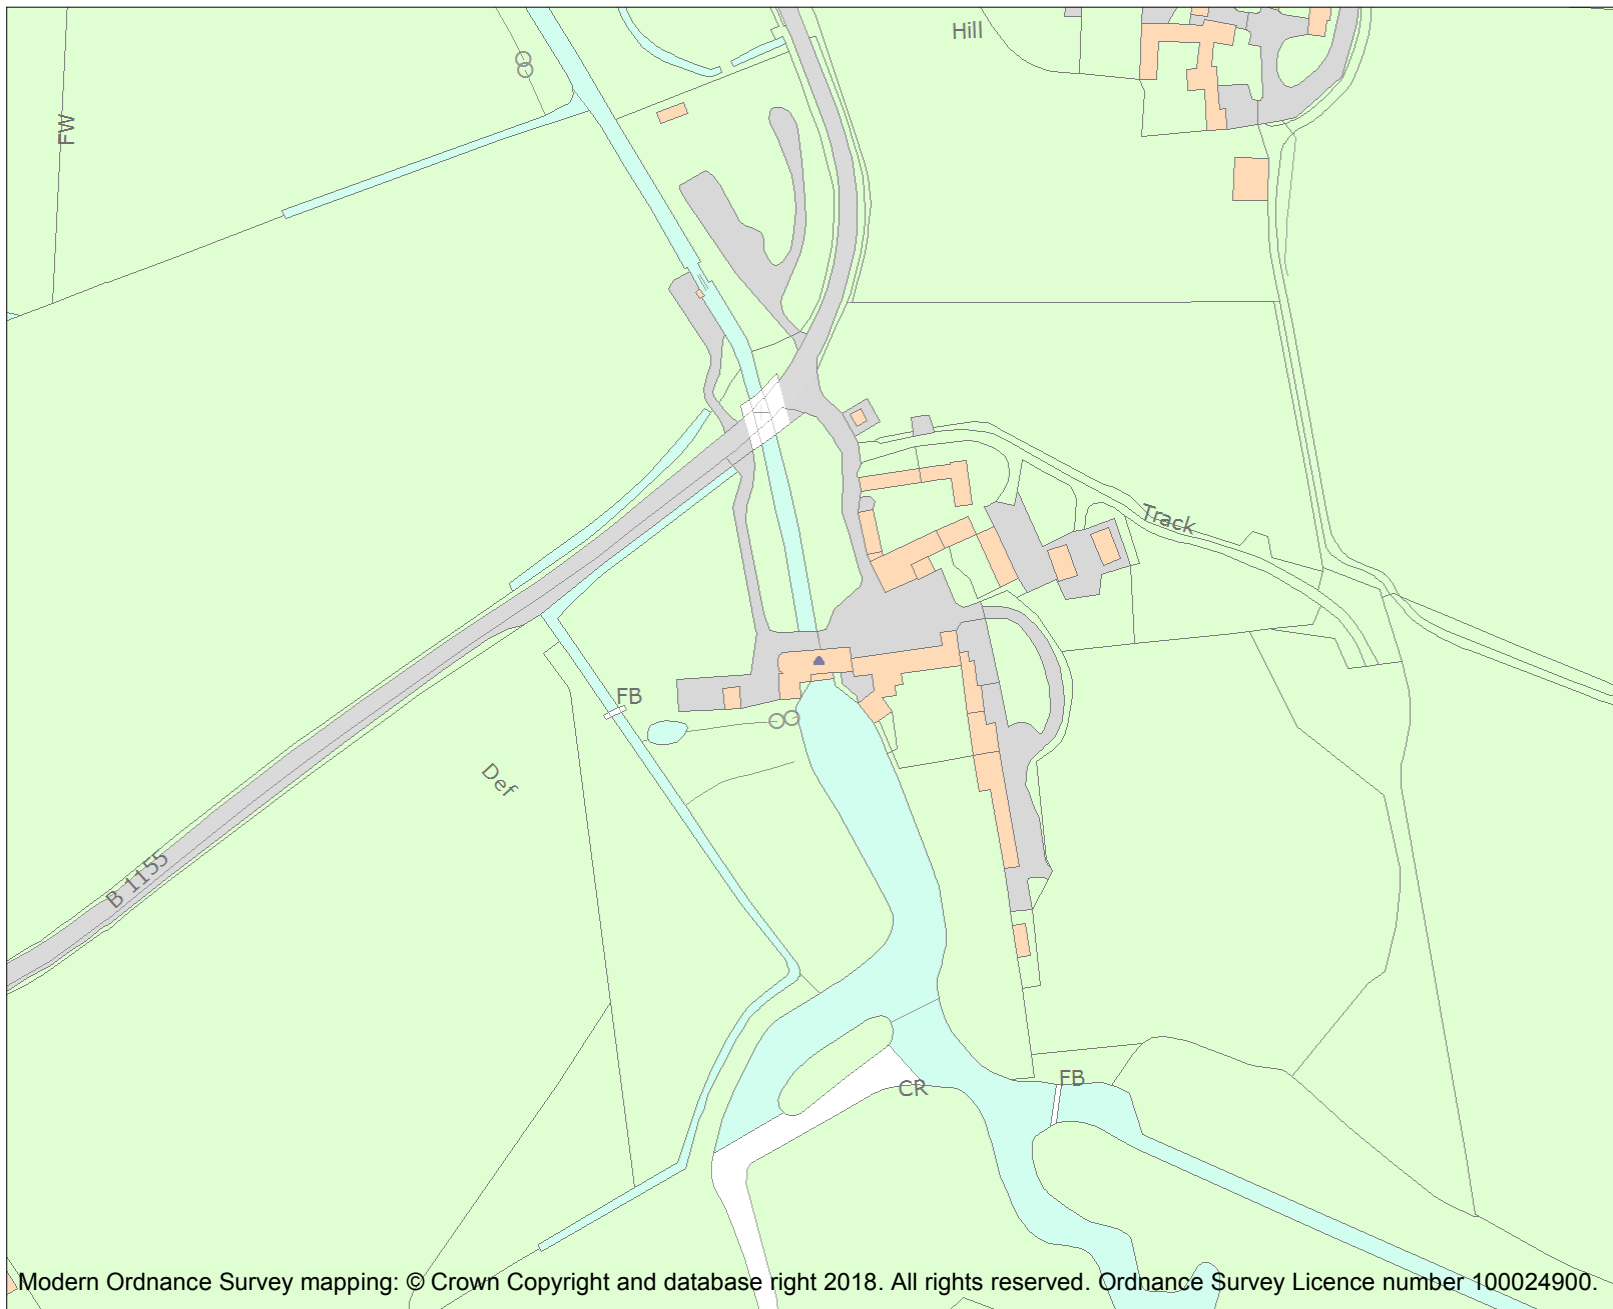 Hill
FW
Track
FB
Def
B 1155
FB
CR
Modern Ordnance Survey mapping: © Crown Copyright and database right 2018. All rights reserved. Ordnance Survey Licence number 100024900.